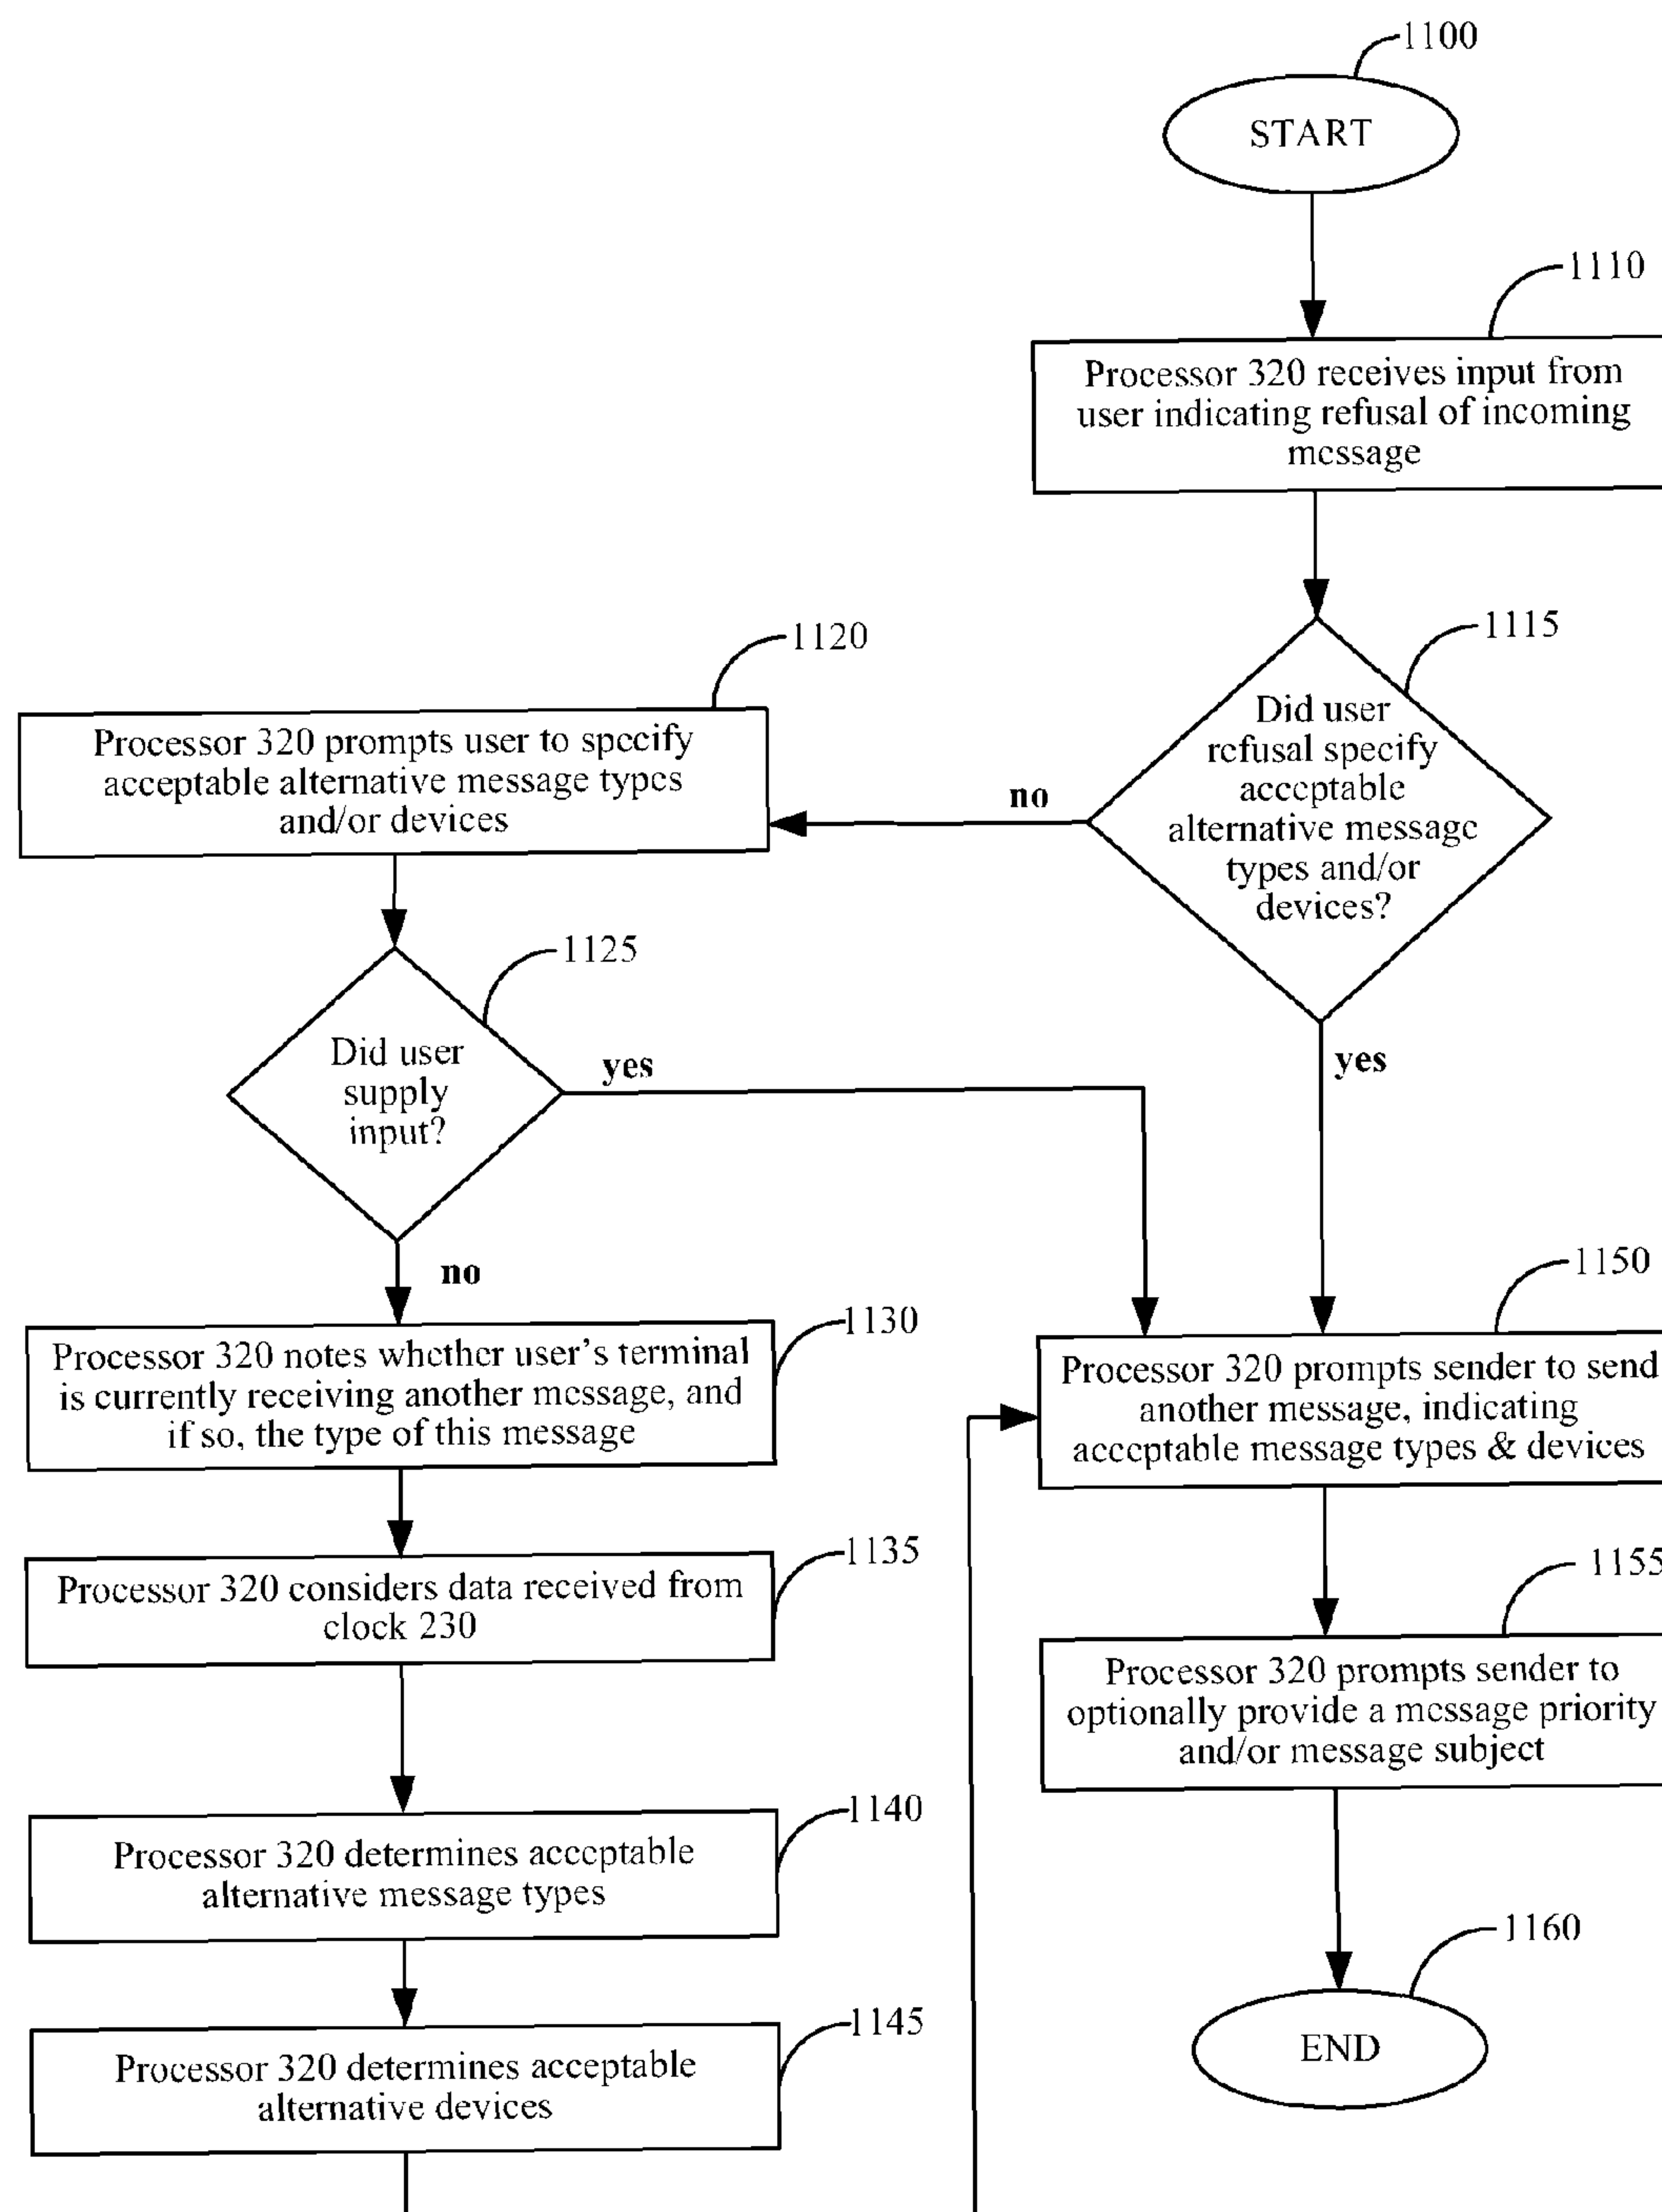 1100
START
1110
Processor 320 receives input from
user indicating refusal of incoming
message
1115
Did user
refusal specify
acceptable
alternative message
types and/or
devices?
no
yes
1120
Processor 320 prompts user to specify
acceptable alternative message types
and/or devices
1125
Did user
supply
input?
yes
no
1130
Processor 320 notes whether user's terminal
is currently receiving another message, and
if so, the type of this message
1135
Processor 320 considers data received from
clock 230
1140
Processor 320 determines acceptable
alternative message types
1145
Processor 320 determines acceptable
alternative devices
1150
Processor 320 prompts sender to send
another message, indicating
acceptable message types & devices
1155
Processor 320 prompts sender to
optionally provide a message priority
and/or message subject
1160
END